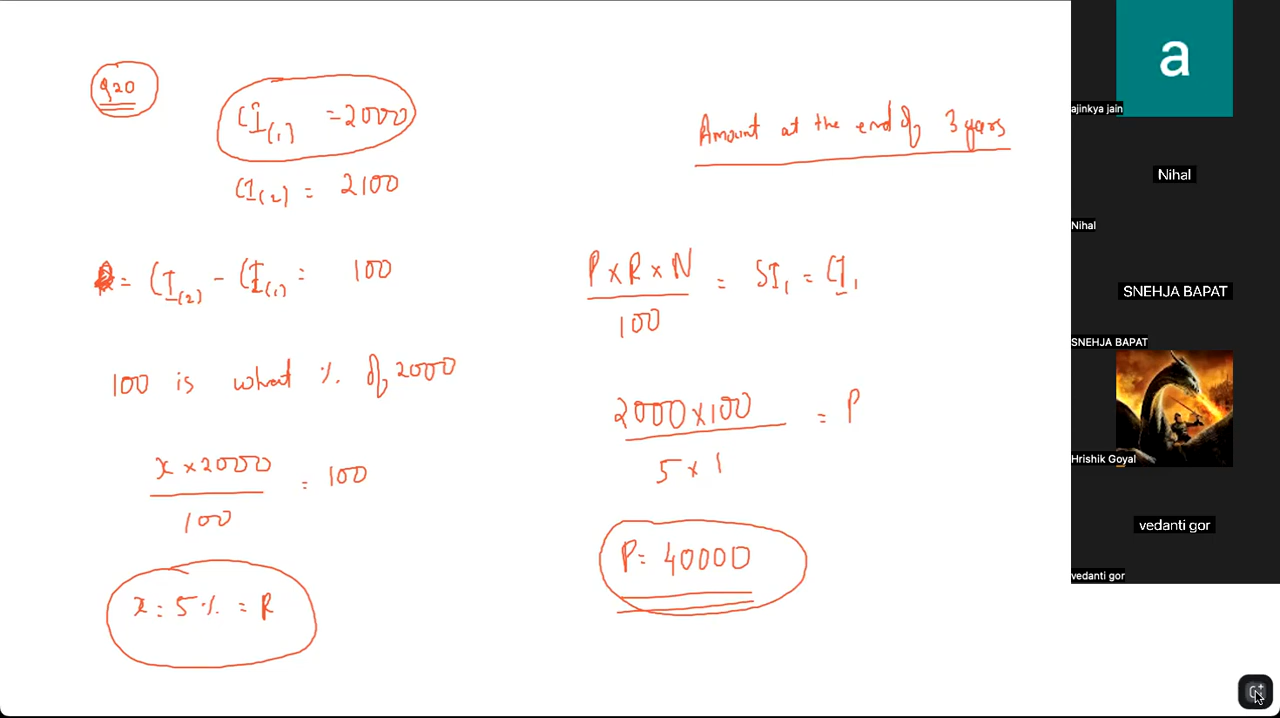 Q20
CI(1) = 2000
CI(2) = 2100
= CI(2) - CI(1) = 100
100 is what % of 2000
x × 2000
100
= 100
x = 5% = R
Amount at the end of 3 years
P × R × N
100
= SI1 = CI1
2000 × 100
5 × 1
= P
P = 40000
a
ajinkya jain
Nihal
Nihal
SNEHJA BAPAT
SNEHJA BAPAT
Hrishik Goyal
vedanti gor
vedanti gor